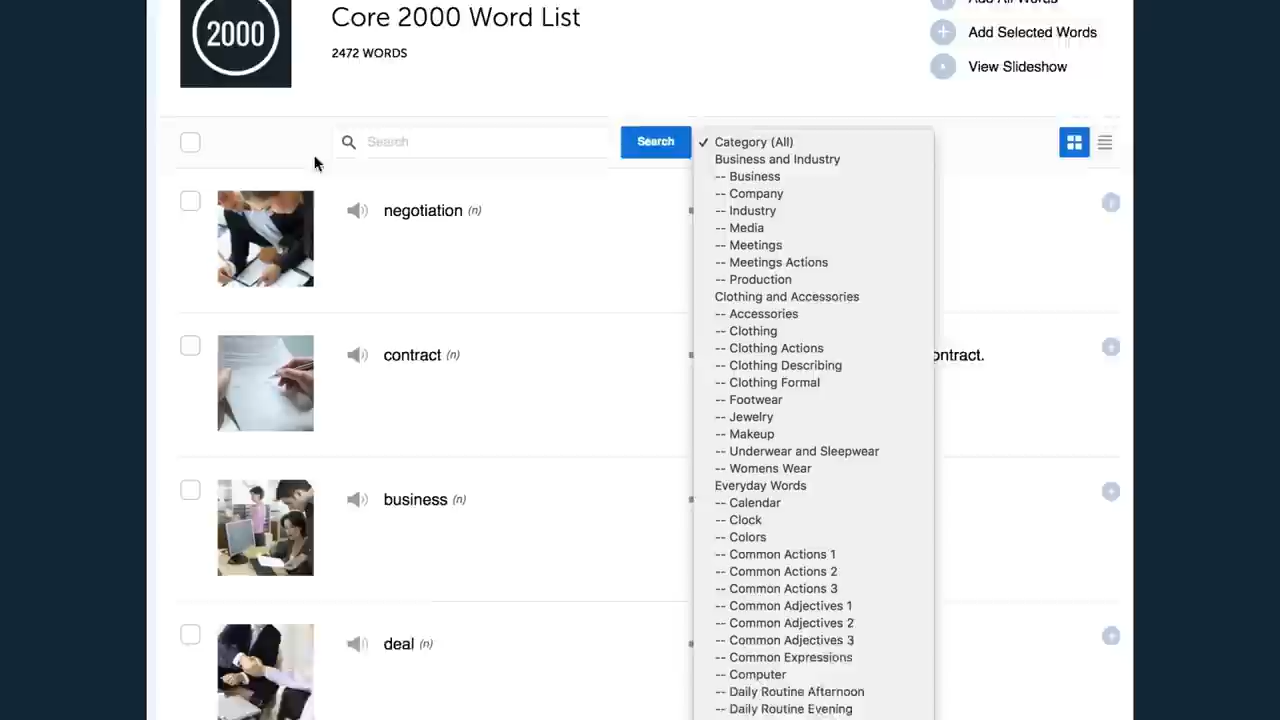 2000
Core 2000 Word List
2472 WORDS
Add All Words
Add Selected Words
View Slideshow
Search
Search
✓ Category (All)
Business and Industry
-- Business
-- Company
-- Industry
-- Media
-- Meetings
-- Meetings Actions
-- Production
Clothing and Accessories
-- Accessories
-- Clothing
-- Clothing Actions
-- Clothing Describing
-- Clothing Formal
-- Footwear
-- Jewelry
-- Makeup
-- Underwear and Sleepwear
-- Womens Wear
Everyday Words
-- Calendar
-- Clock
-- Colors
-- Common Actions 1
-- Common Actions 2
-- Common Actions 3
-- Common Adjectives 1
-- Common Adjectives 2
-- Common Adjectives 3
-- Common Expressions
-- Computer
-- Daily Routine Afternoon
-- Daily Routine Evening
negotiation (n)
contract (n)
ontract.
business (n)
deal (n)